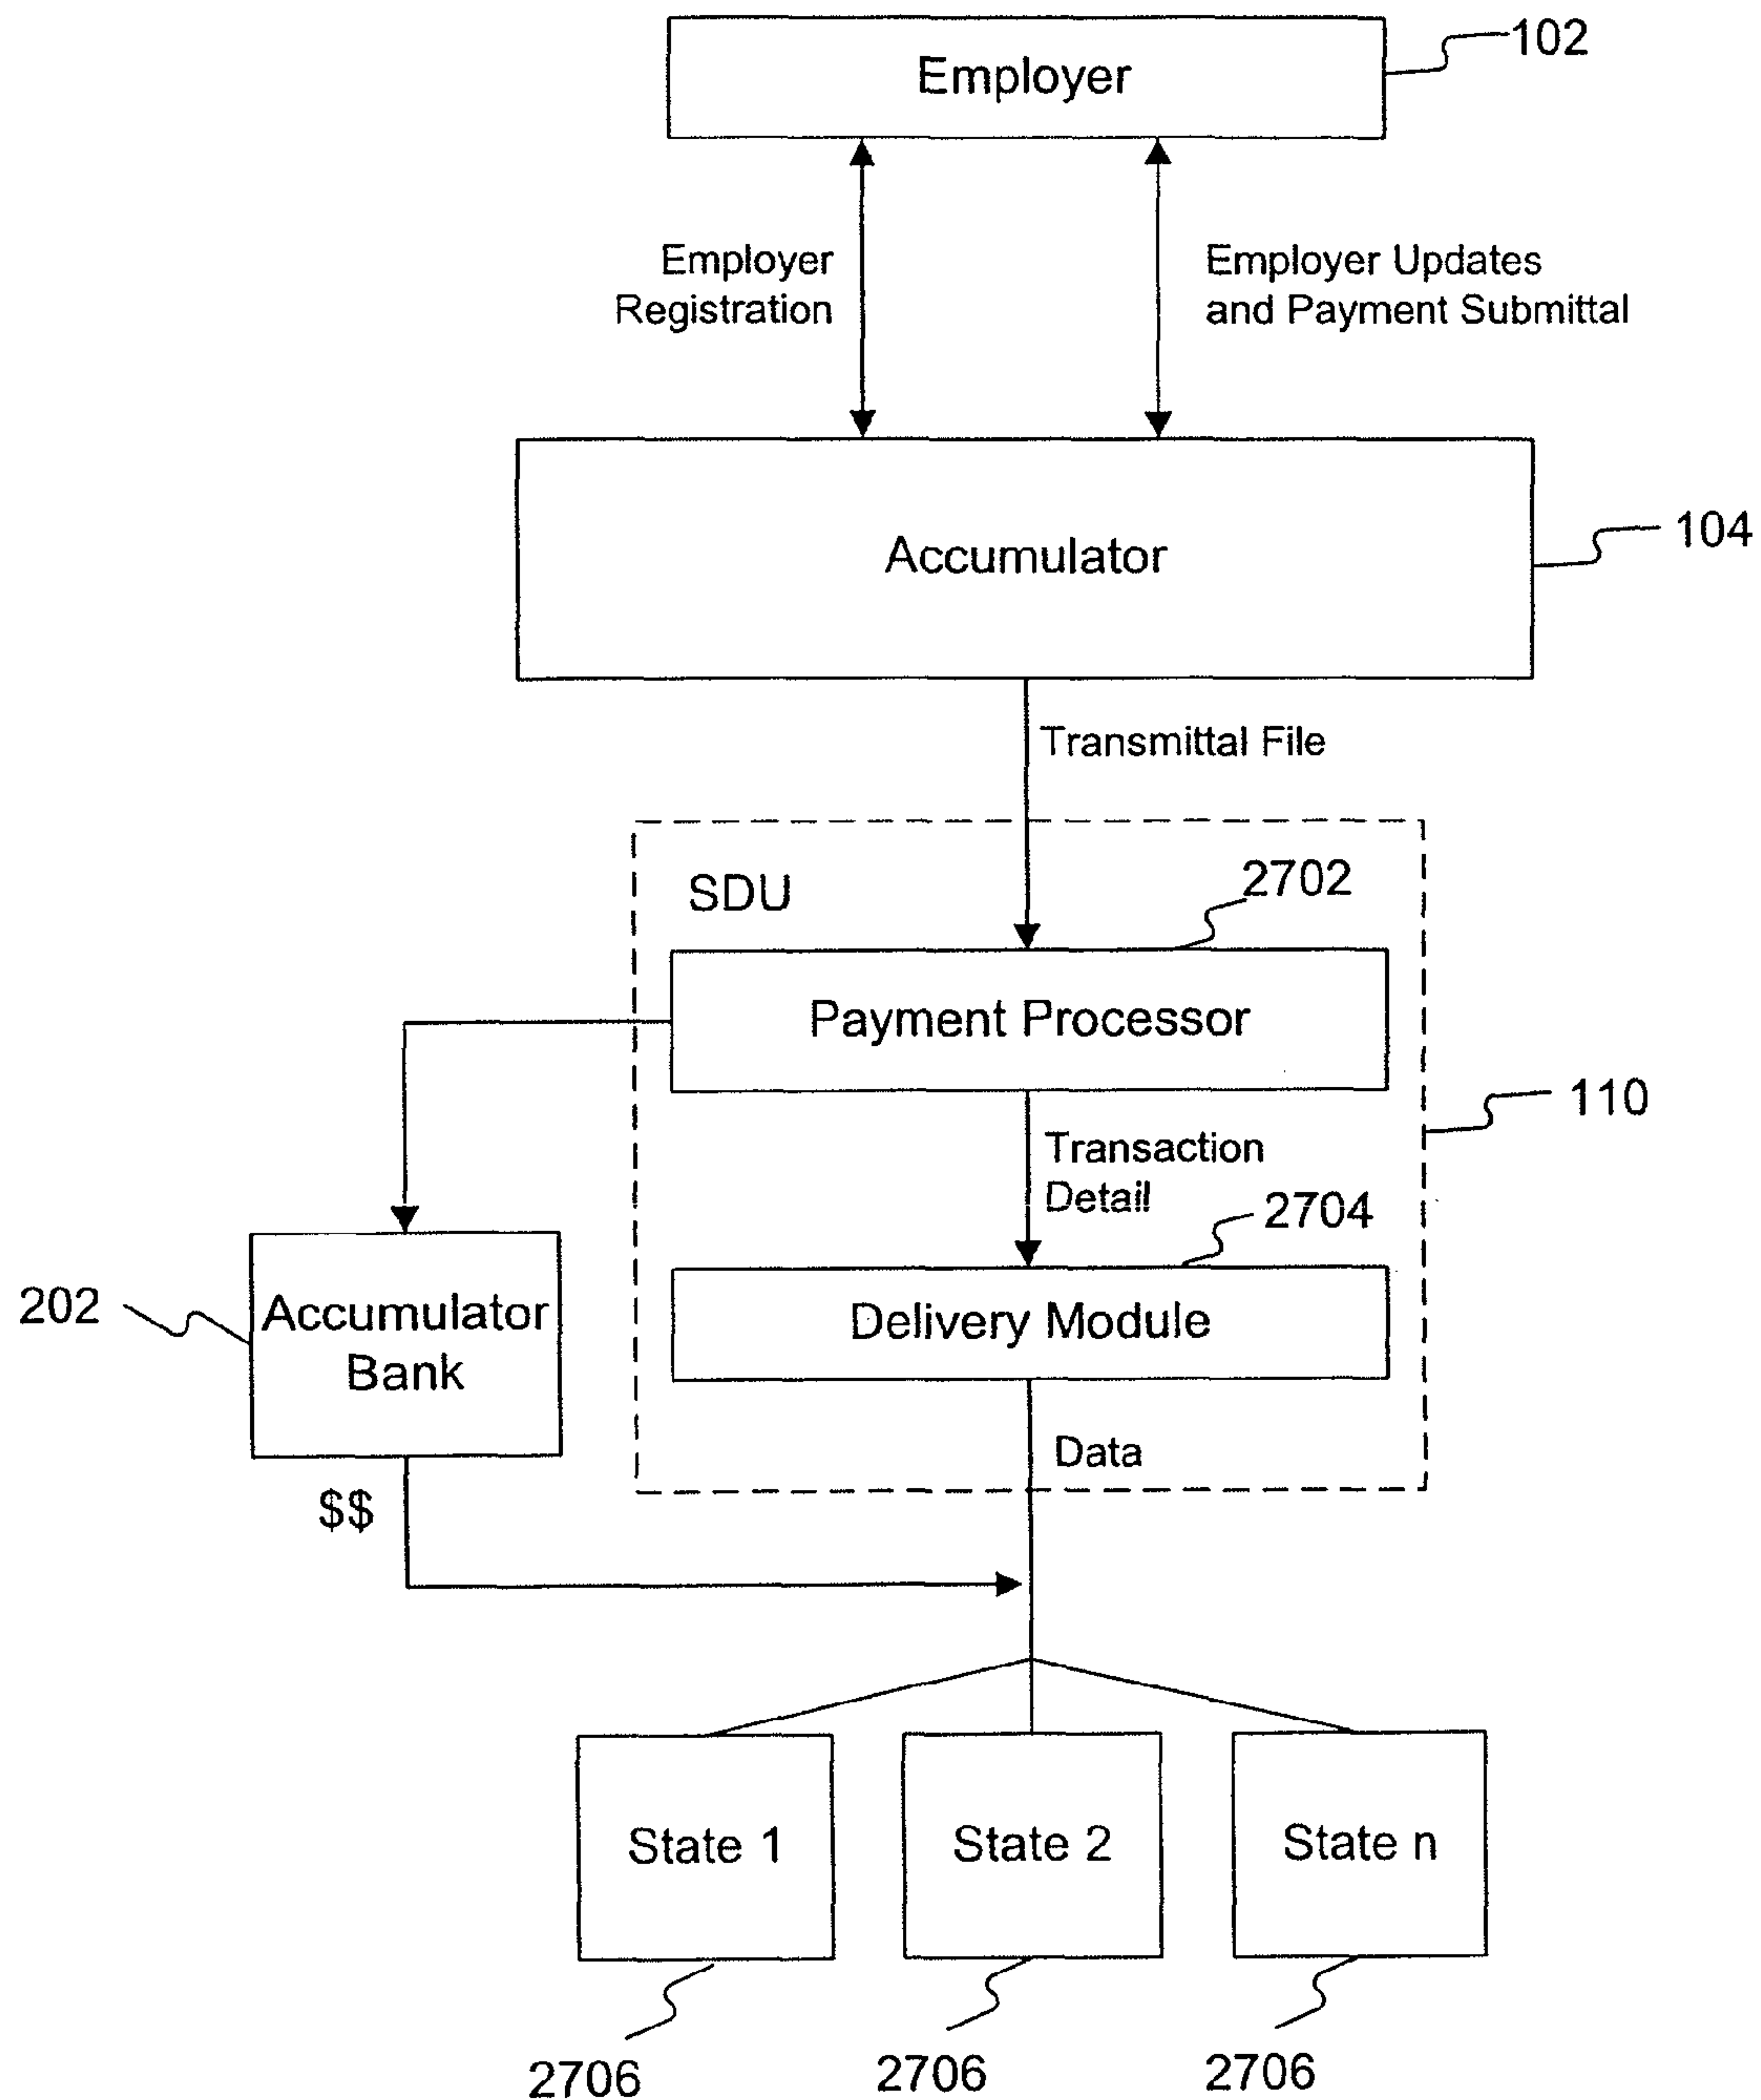 Employer
102
Employer
Registration
Employer Updates
and Payment Submittal
Accumulator
104
Transmittal File
SDU
2702
Payment Processor
110
Transaction
Detail
2704
202
Accumulator
Bank
Delivery Module
Data
$$
State 1
State 2
State n
2706
2706
2706